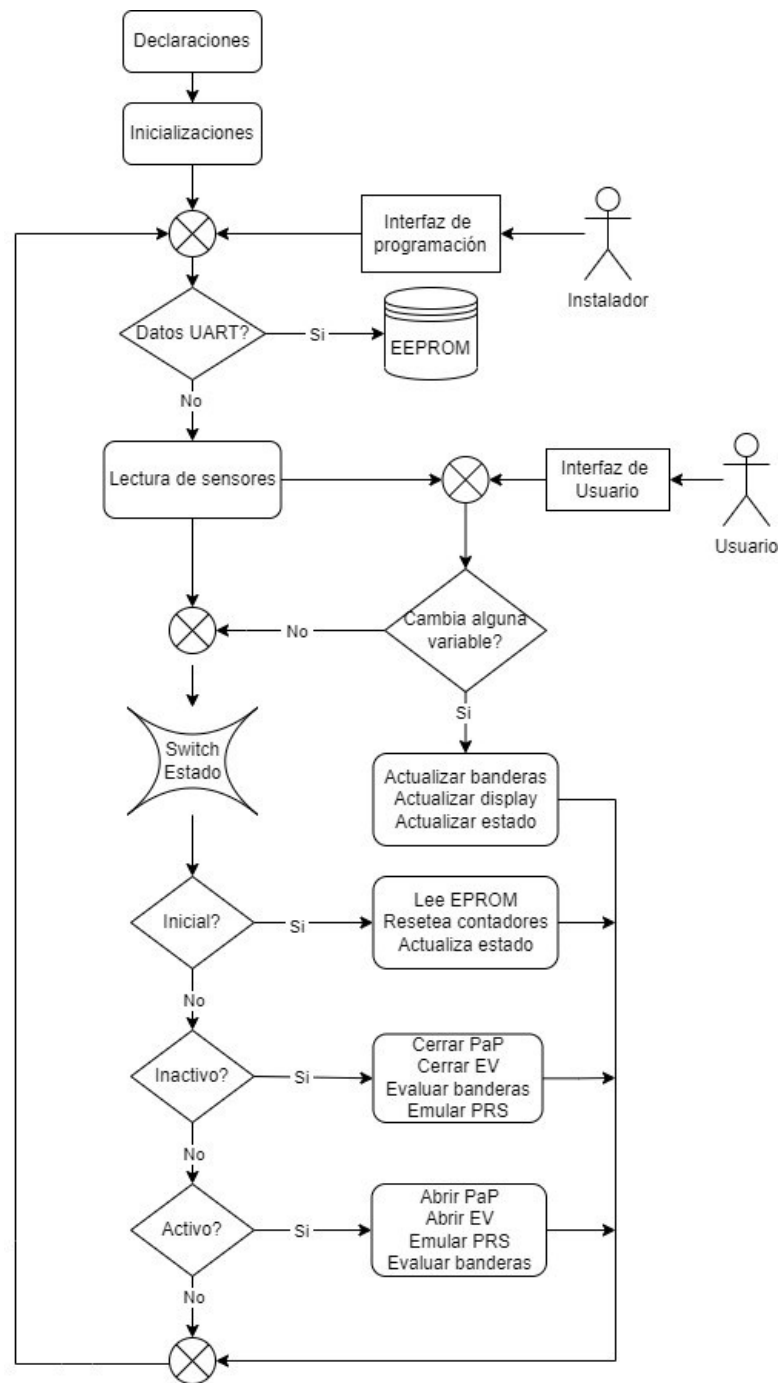 Declaraciones
Inicializaciones
Interfaz de
programación
Instalador
Datos UART?
Si
EEPROM
No
Lectura de sensores
Interfaz de
Usuario
Usuario
Cambia alguna
variable?
No
Si
Switch
Estado
Actualizar banderas
Actualizar display
Actualizar estado
Inicial?
Si
Lee EPROM
Resetea contadores
Actualiza estado
No
Inactivo?
Si
Cerrar PaP
Cerrar EV
Evaluar banderas
Emular PRS
No
Activo?
Si
Abrir PaP
Abrir EV
Emular PRS
Evaluar banderas
No